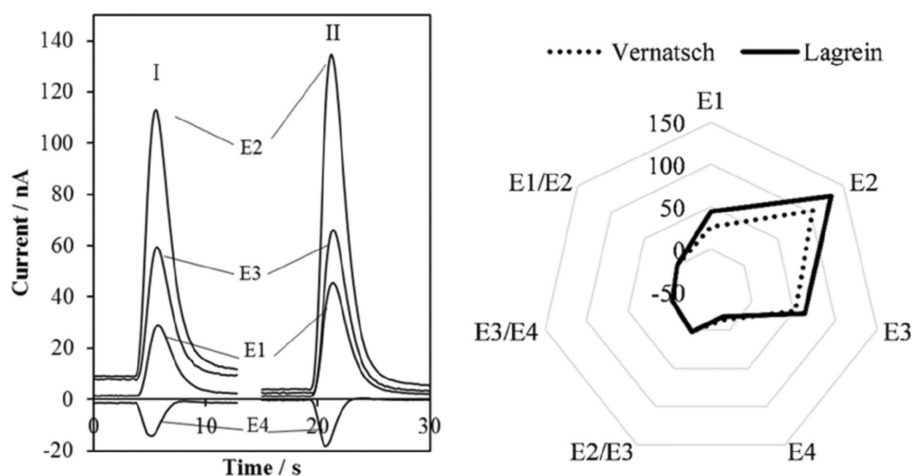 140
120
100
80
60
40
20
0
-20
Current / nA
I
II
E2
E3
E1
E4
0
10
20
30
Time / s
Vernatsch
Lagrein
E1
150
100
50
0
-50
E2
E3
E4
E2/E3
E3/E4
E1/E2